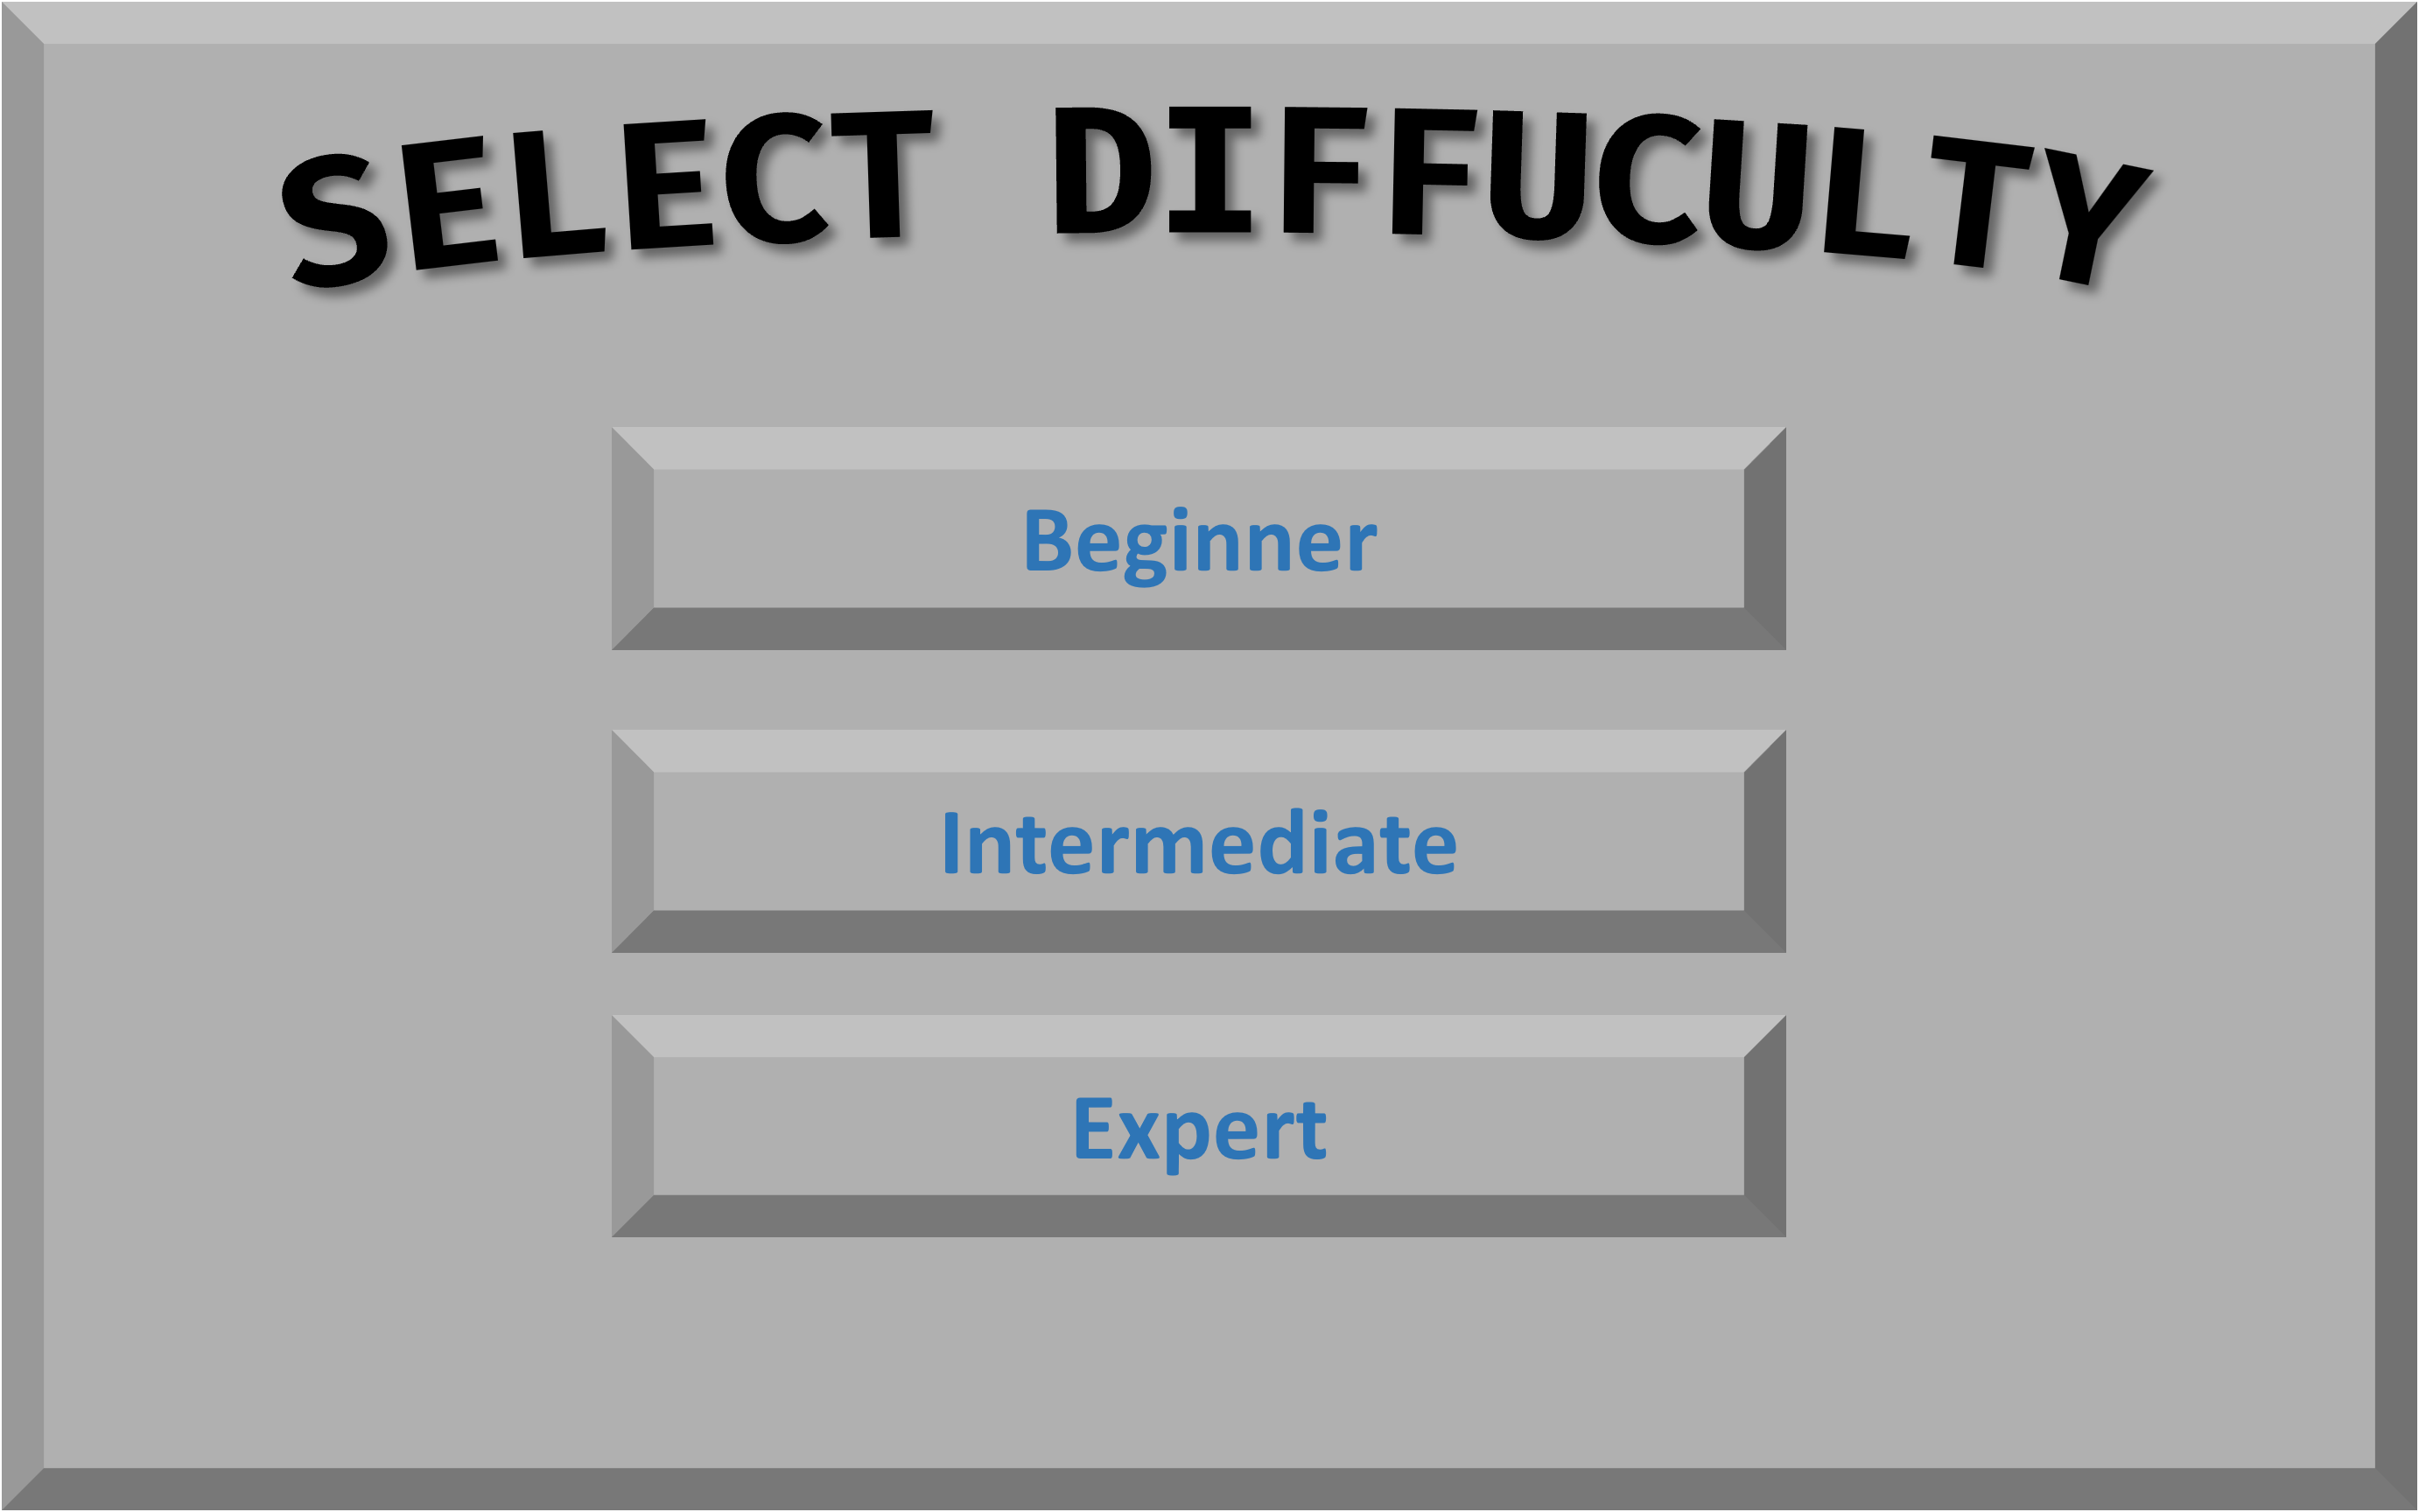 SELECT DIFFUCULTY
Beginner
Intermediate
Expert